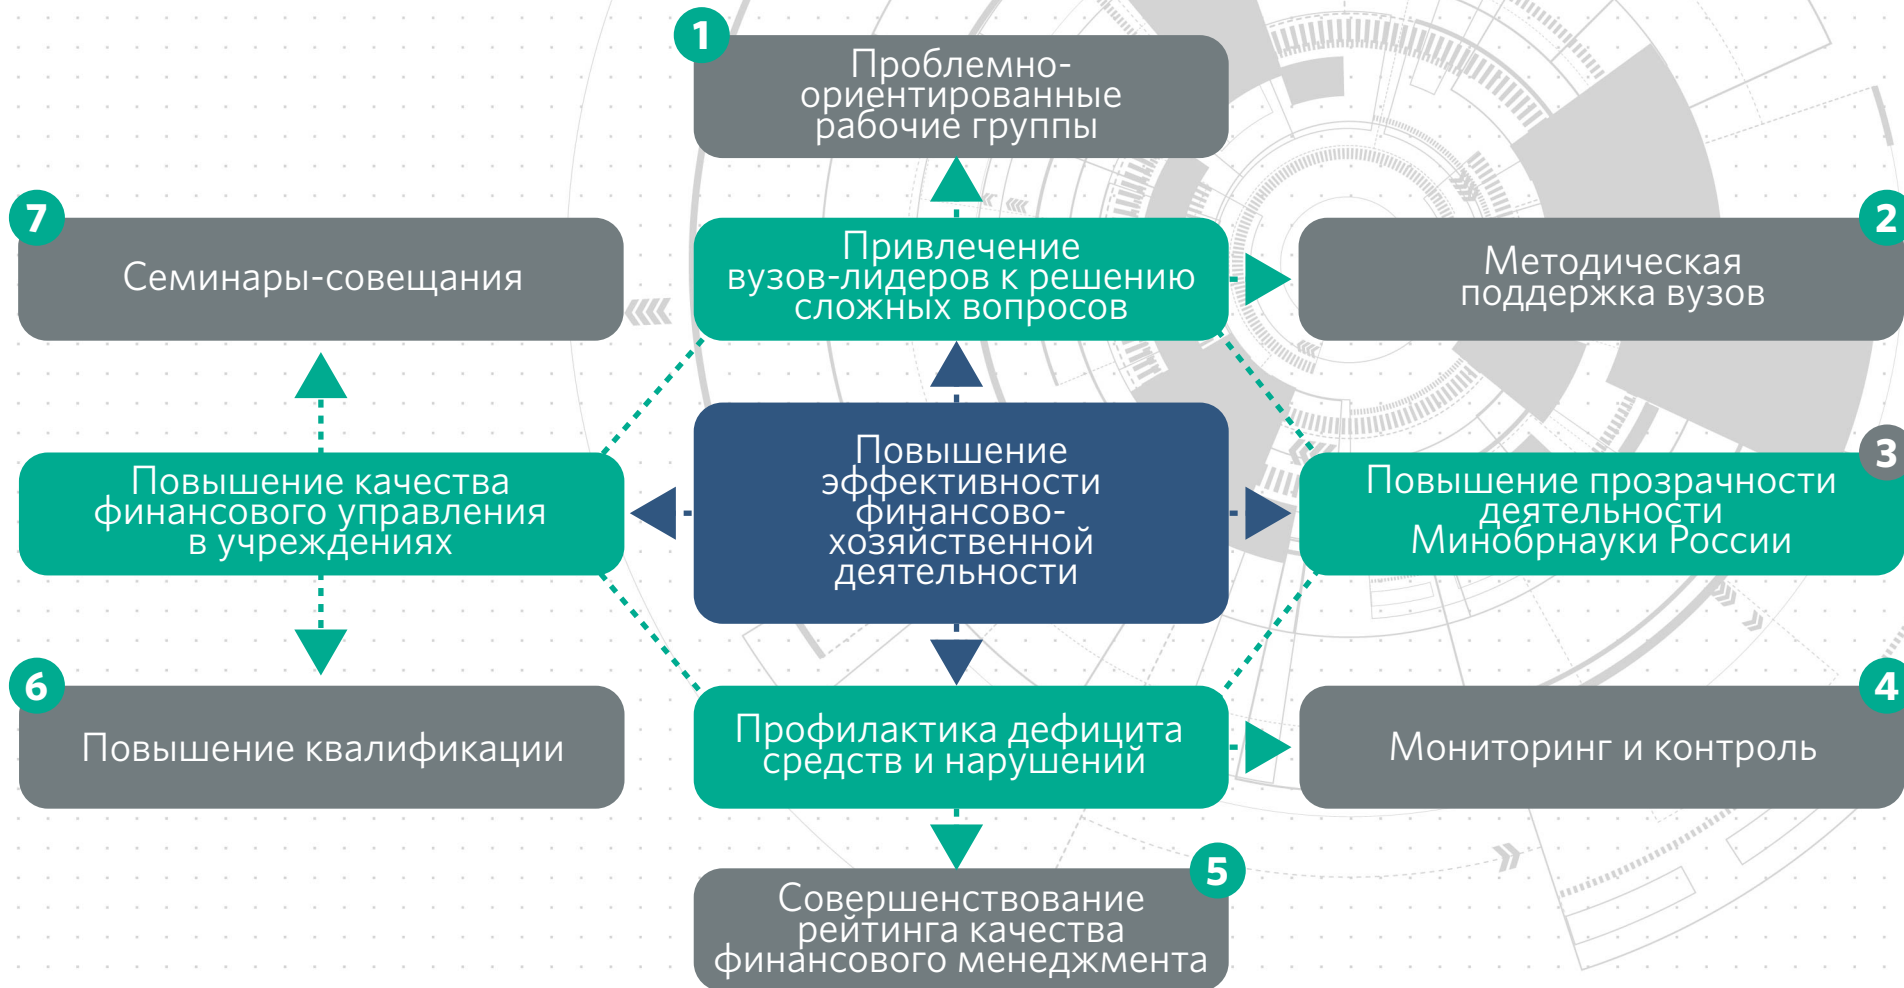 1
Проблемно-
ориентированные
рабочие группы
7
Семинары-совещания
Привлечение
вузов-лидеров к решению
сложных вопросов
2
Методическая
поддержка вузов
Повышение качества
финансового управления
в учреждениях
Повышение
эффективности
финансово-
хозяйственной
деятельности
3
Повышение прозрачности
деятельности
Минобрнауки России
6
Повышение квалификации
Профилактика дефицита
средств и нарушений
4
Мониторинг и контроль
5
Совершенствование
рейтинга качества
финансового менеджмента